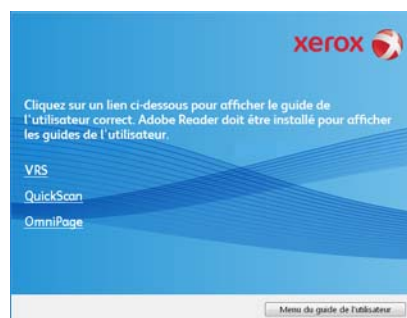 xerox
Cliquez sur un lien ci-dessous pour afficher le guide de
l'utilisateur correct. Adobe Reader doit être installé pour afficher
les guides de l'utilisateur.
VRS
QuickScan
OmniPage
Menu du guide de l'utilisateur